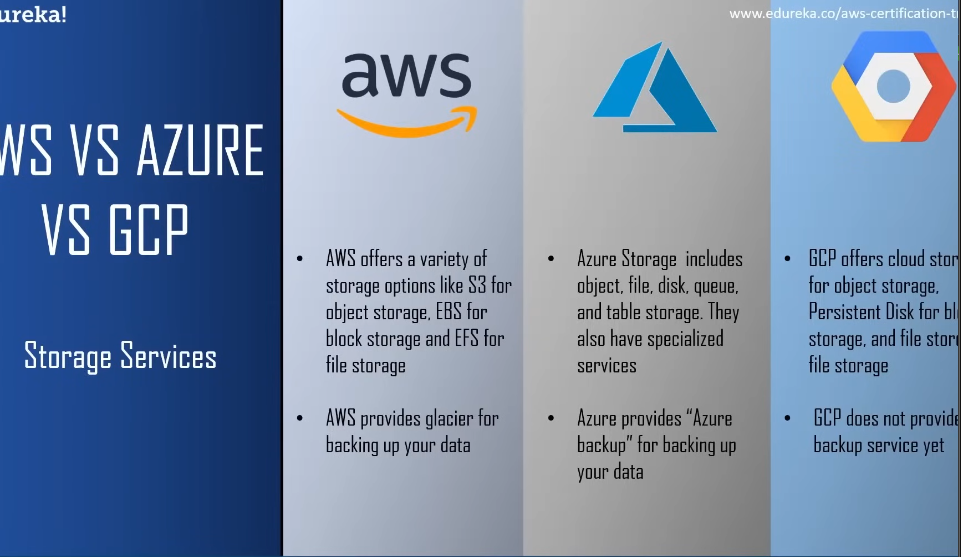 ureka!
www.edureka.co/aws-certification-t
WS VS AZURE
VS GCP
Storage Services
aws
• AWS offers a variety of
storage options like S3 for
object storage, EBS for
block storage and EFS for
file storage
• AWS provides glacier for
backing up your data
• Azure Storage includes
object, file, disk, queue,
and table storage. They
also have specialized
services
• Azure provides “Azure
backup” for backing up
your data
• GCP offers cloud stor
for object storage,
Persistent Disk for bl
storage, and file stor
file storage
• GCP does not provide
backup service yet